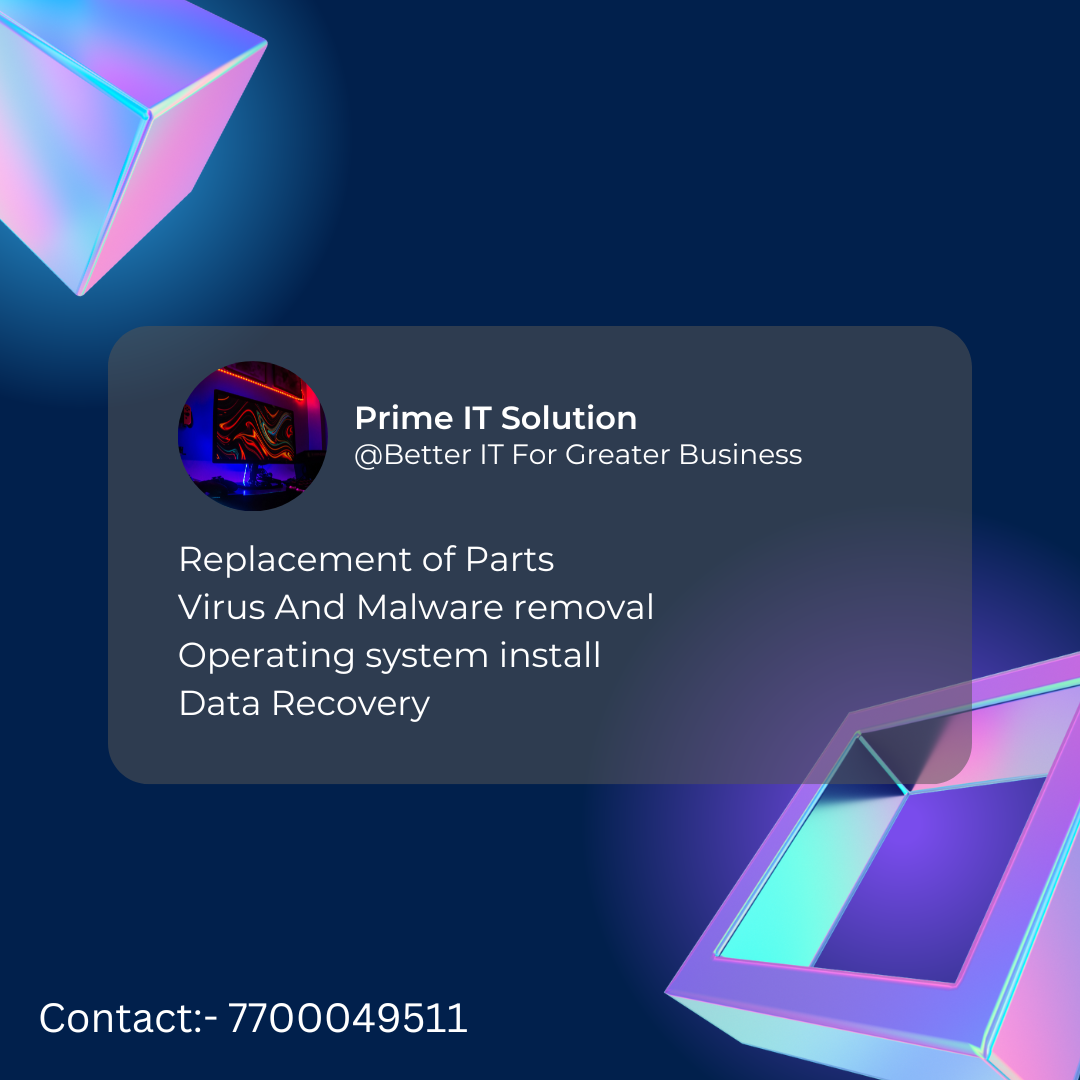 Prime IT Solution
@Better IT For Greater Business
Replacement of Parts
Virus And Malware removal
Operating system install
Data Recovery
Contact:- 7700049511